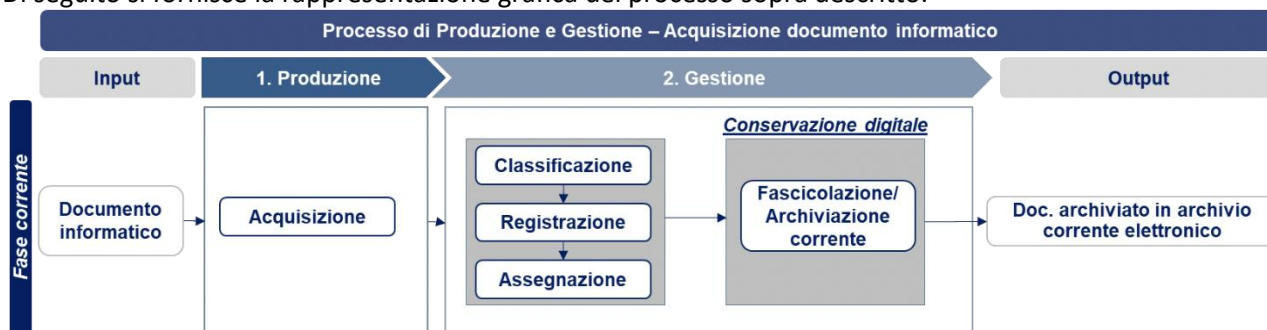 Di seguito si fornisce la rappresentazione grafica del processo sopra descritto:
Processo di Produzione e Gestione – Acquisizione documento informatico
Input
1. Produzione
2. Gestione
Output
Fase corrente
Documento
informatico
Acquisizione
Classificazione
Registrazione
Assegnazione
Conservazione digitale
Fascicolazione/
Archiviazione
corrente
Doc. archiviato in archivio
corrente elettronico